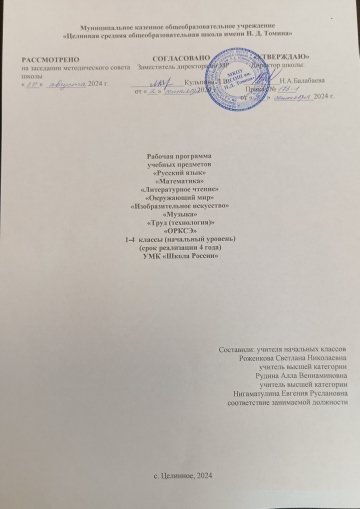 Муниципальное казенное общеобразовательное учреждение
«Целинная средняя общеобразовательная школа имени Н. Д. Томина»
РАССМОТРЕНО СОГЛАСОВАНО «УТВЕРЖДАЮ»
на заседании методического совета Заместитель директора по УР Директор школы
школы Н.А.Балабаева
августа 2024 г. Приказ №
2024 г.
Рабочая программа
учебных предметов
«Русский язык»
«Математика»
«Литературное чтение»
«Окружающий мир»
«Изобразительное искусство»
«Музыка»
«Труд (технология)»
«ОРКСЭ»
1-4 классы (начальный уровень)
(срок реализации 4 года)
УМК «Школа России»
Составили: учителя начальных классов
Роженкова Светлана Николаевна
учитель высшей категории
Рудина Алла Вениаминовна
учитель высшей категории
Нигаматулина Евгения Руслановна
соответствие занимаемой должности
с. Целинное, 2024